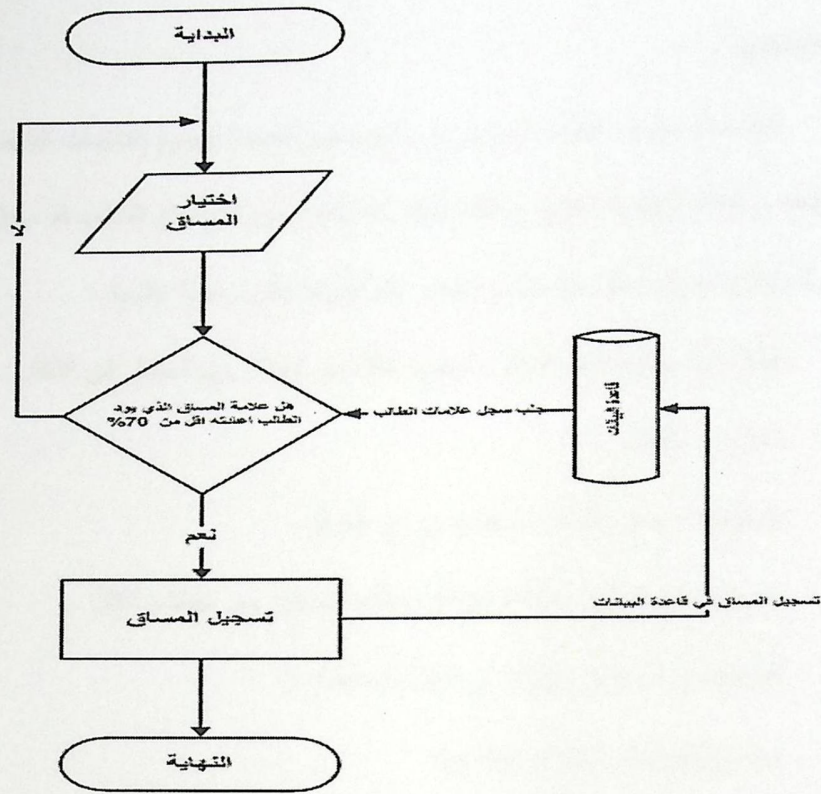 البداية
اختيار
المساق
لا
هل علامة المساق الذي يود
الطالب اعادته اقل من 70%
جلب سجل علامات الطالب
قاعدة البيانات
نعم
تسجيل المساق
تسجيل المساق في قاعدة البيانات
النهاية